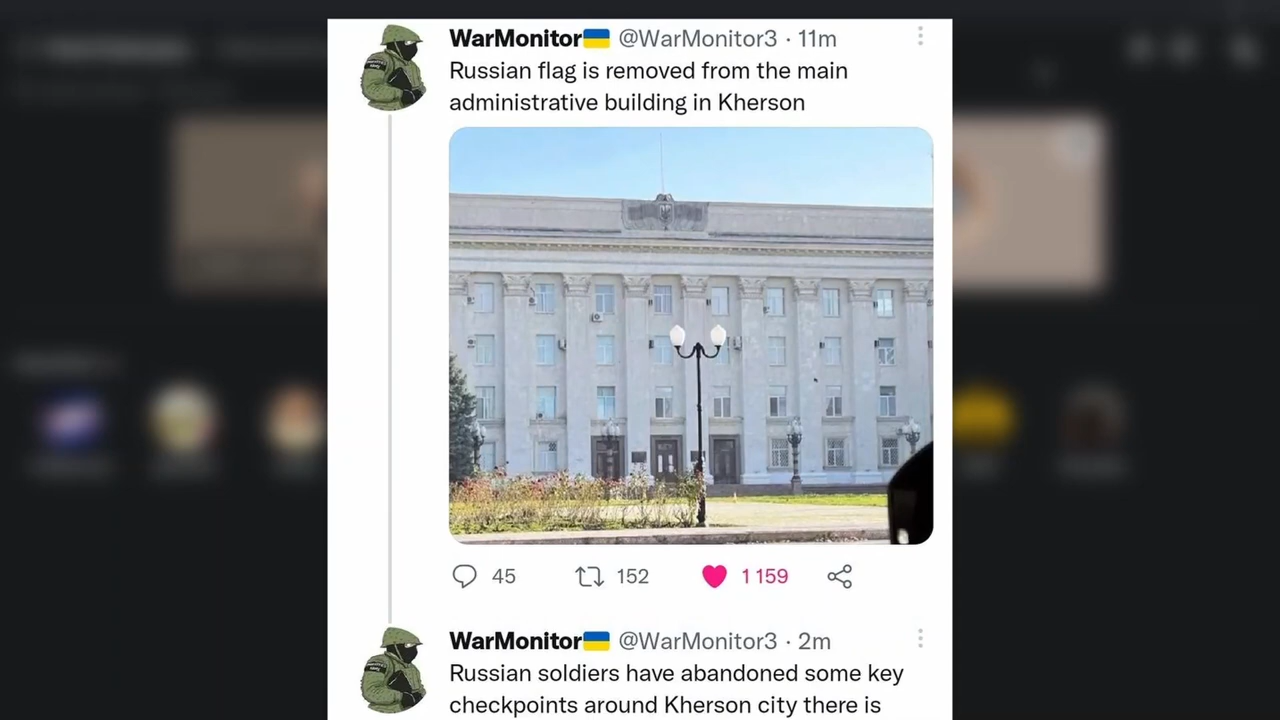 WarMonitor🇺🇦 @WarMonitor3 · 11m
Russian flag is removed from the main
administrative building in Kherson
45 152 1 159
WarMonitor🇺🇦 @WarMonitor3 · 2m
Russian soldiers have abandoned some key
checkpoints around Kherson city there is